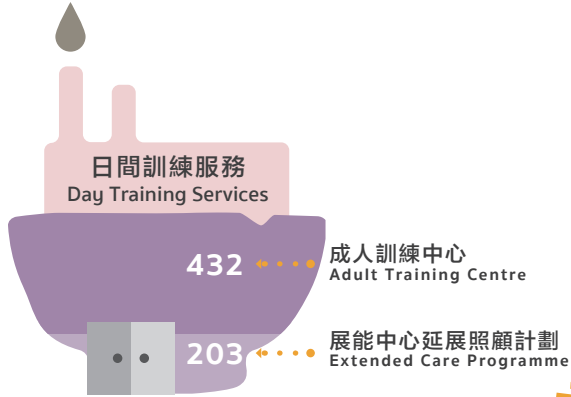 日間訓練服務
Day Training Services
432
成人訓練中心
Adult Training Centre
203
展能中心延展照顧計劃
Extended Care Programme